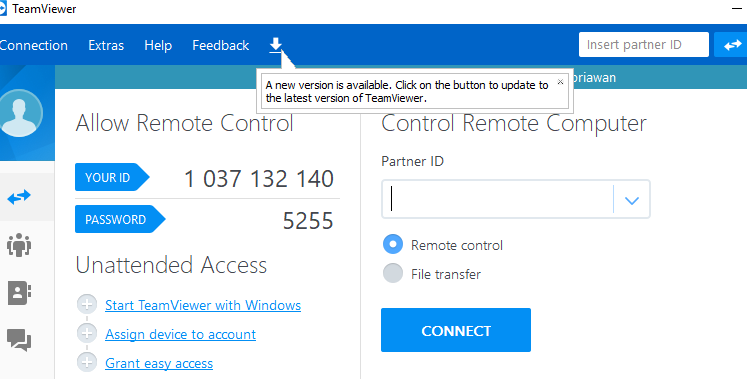 TeamViewer
Connection Extras Help Feedback
Insert partner ID
A new version is available. Click on the button to update to
the latest version of TeamViewer.
Allow Remote Control
YOUR ID 1 037 132 140
PASSWORD 5255
Unattended Access
Start TeamViewer with Windows
Assign device to account
Grant easy access
Control Remote Computer
Partner ID
Remote control
File transfer
CONNECT